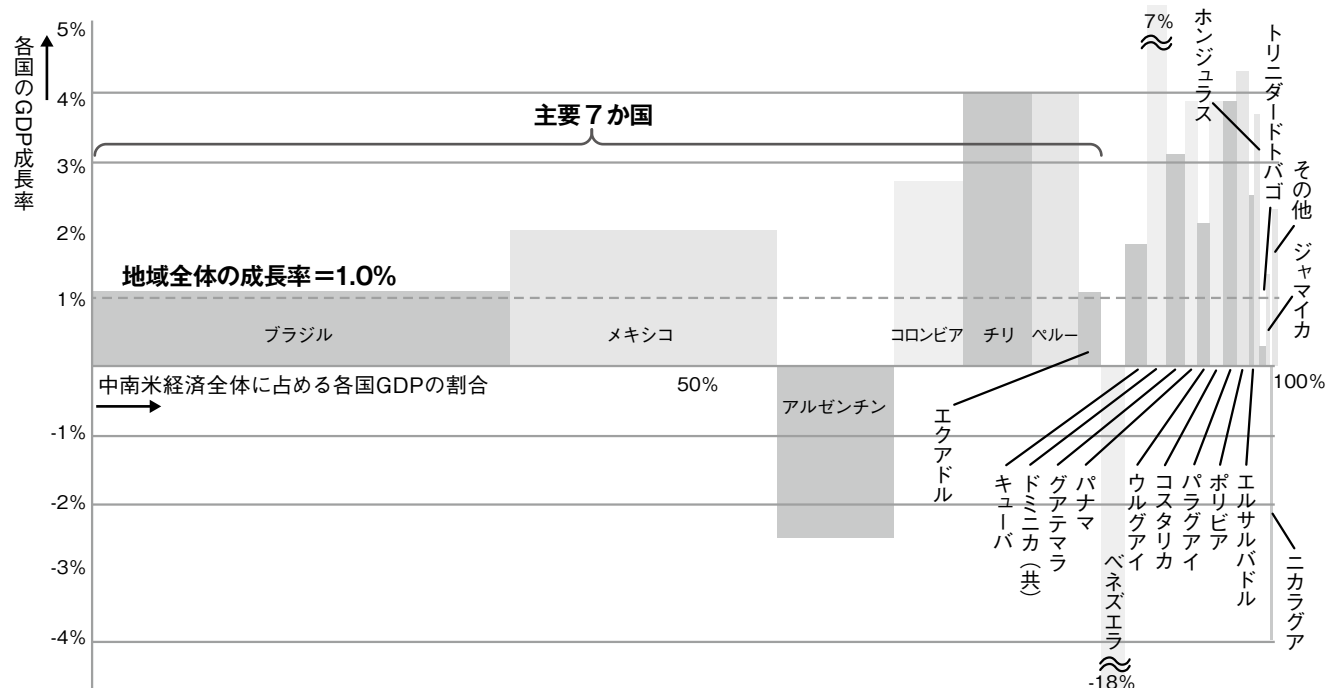 各国のGDP成長率
5%
4%
3%
2%
1%
-1%
-2%
-3%
-4%
主要7か国
地域全体の成長率=1.0%
ブラジル
メキシコ
アルゼンチン
コロンビア
チリ
ペルー
中南米経済全体に占める各国GDPの割合
50%
100%
7%
-18%
エクアドル
ベネズエラ
キューバ
ドミニカ(共)
グアテマラ
パナマ
ウルグアイ
コスタリカ
パラグアイ
ボリビア
エルサルバドル
ホンジュラス
トリニダードトバゴ
その他
ジャマイカ
ニカラグア